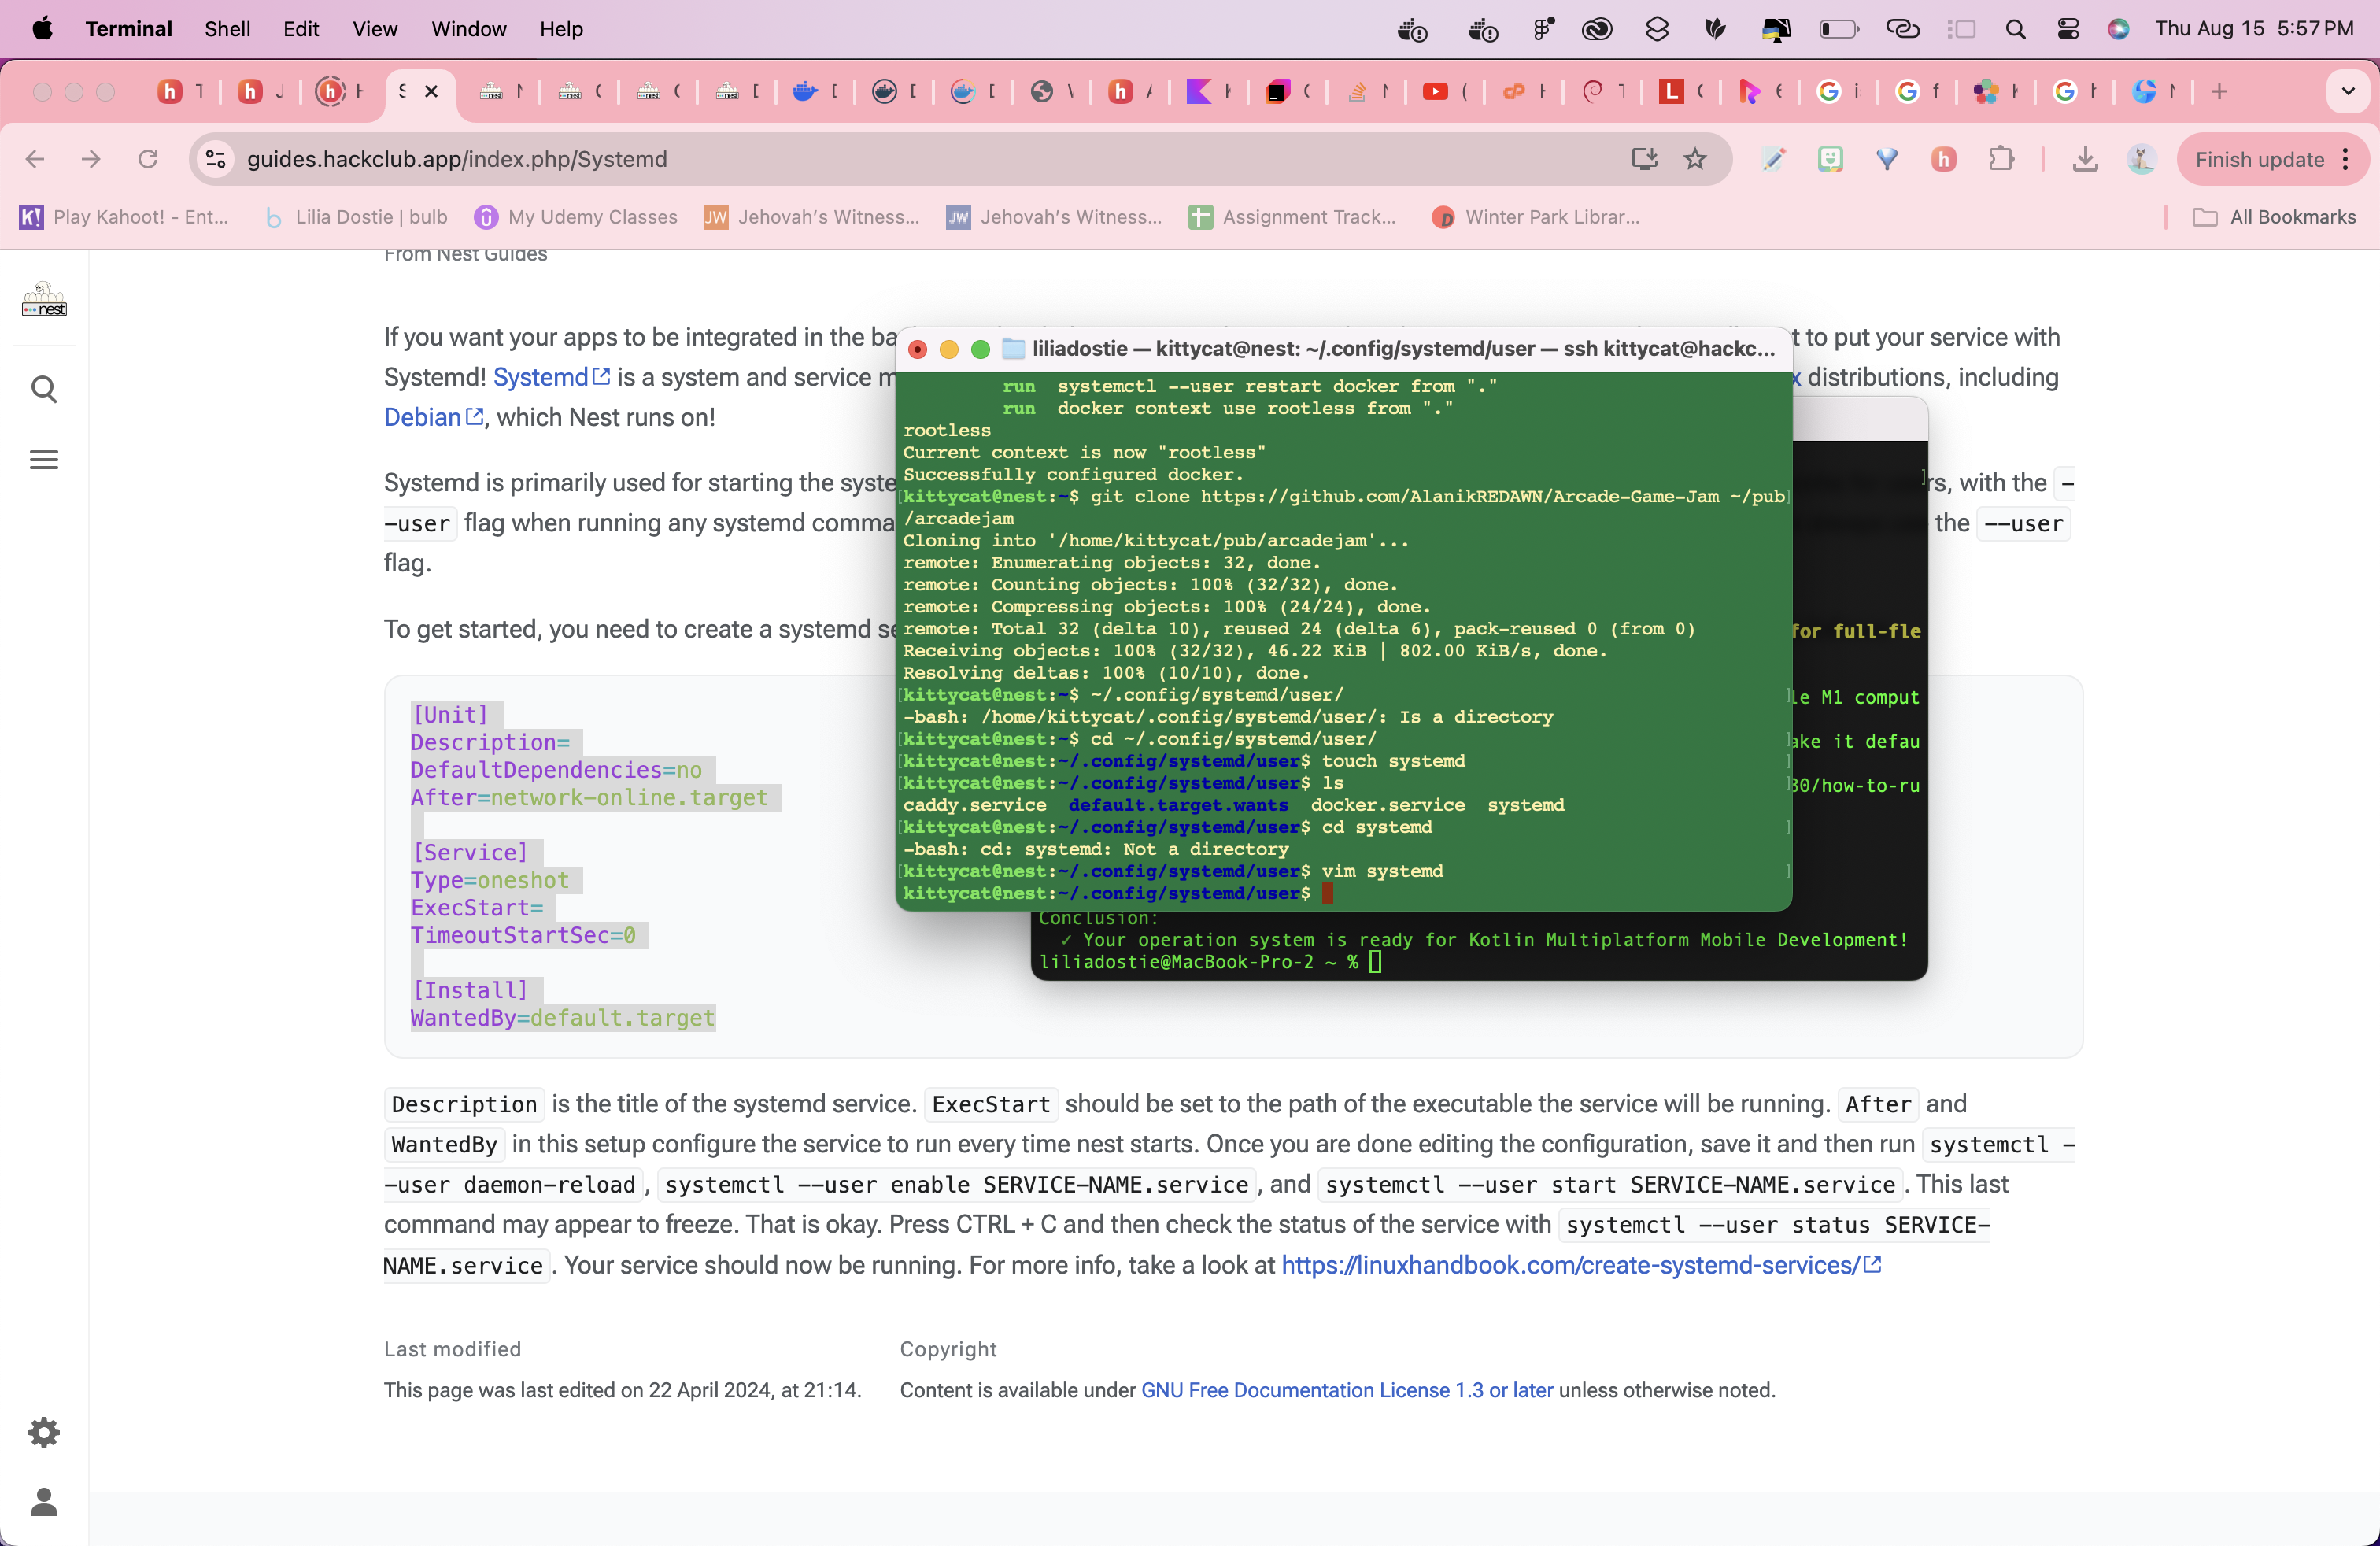 Terminal Shell Edit View Window Help Thu Aug 15 5:57 PM
guides.hackclub.app/index.php/Systemd Finish update
Play Kahoot! - Ent... Lilia Dostie | bulb My Udemy Classes Jehovah's Witness... Jehovah's Witness... Assignment Track... Winter Park Librar... All Bookmarks
From Nest Guides
nest
If you want your apps to be integrated in the
t to put your service with
Systemd! Systemd is a system and service
distributions, including
Debian, which Nest runs on!
Systemd is primarily used for starting the
rs, with the -
-user flag when running any systemd
the --user
flag.
To get started, you need to create a systemd
[Unit]
Description=
DefaultDependencies=no
After=network-online.target
[Service]
Type=oneshot
ExecStart=
TimeoutStartSec=0
[Install]
WantedBy=default.target
liliadostie — kittycat@nest: ~/.config/systemd/user — ssh kittycat@hackc...
run systemctl --user restart docker from "."
run docker context use rootless from "."
rootless
Current context is now "rootless"
Successfully configured docker.
[kittycat@nest:~$ git clone https://github.com/AlanikREDAWN/Arcade-Game-Jam ~/pub]
/arcadejam
Cloning into '/home/kittycat/pub/arcadejam'...
remote: Enumerating objects: 32, done.
remote: Counting objects: 100% (32/32), done.
remote: Compressing objects: 100% (24/24), done.
remote: Total 32 (delta 10), reused 24 (delta 6), pack-reused 0 (from 0)
Receiving objects: 100% (32/32), 46.22 KiB | 802.00 KiB/s, done.
Resolving deltas: 100% (10/10), done.
[kittycat@nest:~$ ~/.config/systemd/user/ ]
-bash: /home/kittycat/.config/systemd/user/: Is a directory
[kittycat@nest:~$ cd ~/.config/systemd/user/ ]
[kittycat@nest:~/.config/systemd/user$ touch systemd ]
[kittycat@nest:~/.config/systemd/user$ ls ]
caddy.service default.target.wants docker.service systemd
[kittycat@nest:~/.config/systemd/user$ cd systemd ]
-bash: cd: systemd: Not a directory
[kittycat@nest:~/.config/systemd/user$ vim systemd ]
kittycat@nest:~/.config/systemd/user$
for full-fle
le M1 comput
ake it defau
30/how-to-ru
Conclusion:
✓ Your operation system is ready for Kotlin Multiplatform Mobile Development!
liliadostie@MacBook-Pro-2 ~ %
Description is the title of the systemd service. ExecStart should be set to the path of the executable the service will be running. After and
WantedBy in this setup configure the service to run every time nest starts. Once you are done editing the configuration, save it and then run systemctl -
-user daemon-reload, systemctl --user enable SERVICE-NAME.service, and systemctl --user start SERVICE-NAME.service. This last
command may appear to freeze. That is okay. Press CTRL + C and then check the status of the service with systemctl --user status SERVICE-
NAME.service. Your service should now be running. For more info, take a look at https://linuxhandbook.com/create-systemd-services/
Last modified
This page was last edited on 22 April 2024, at 21:14.
Copyright
Content is available under GNU Free Documentation License 1.3 or later unless otherwise noted.